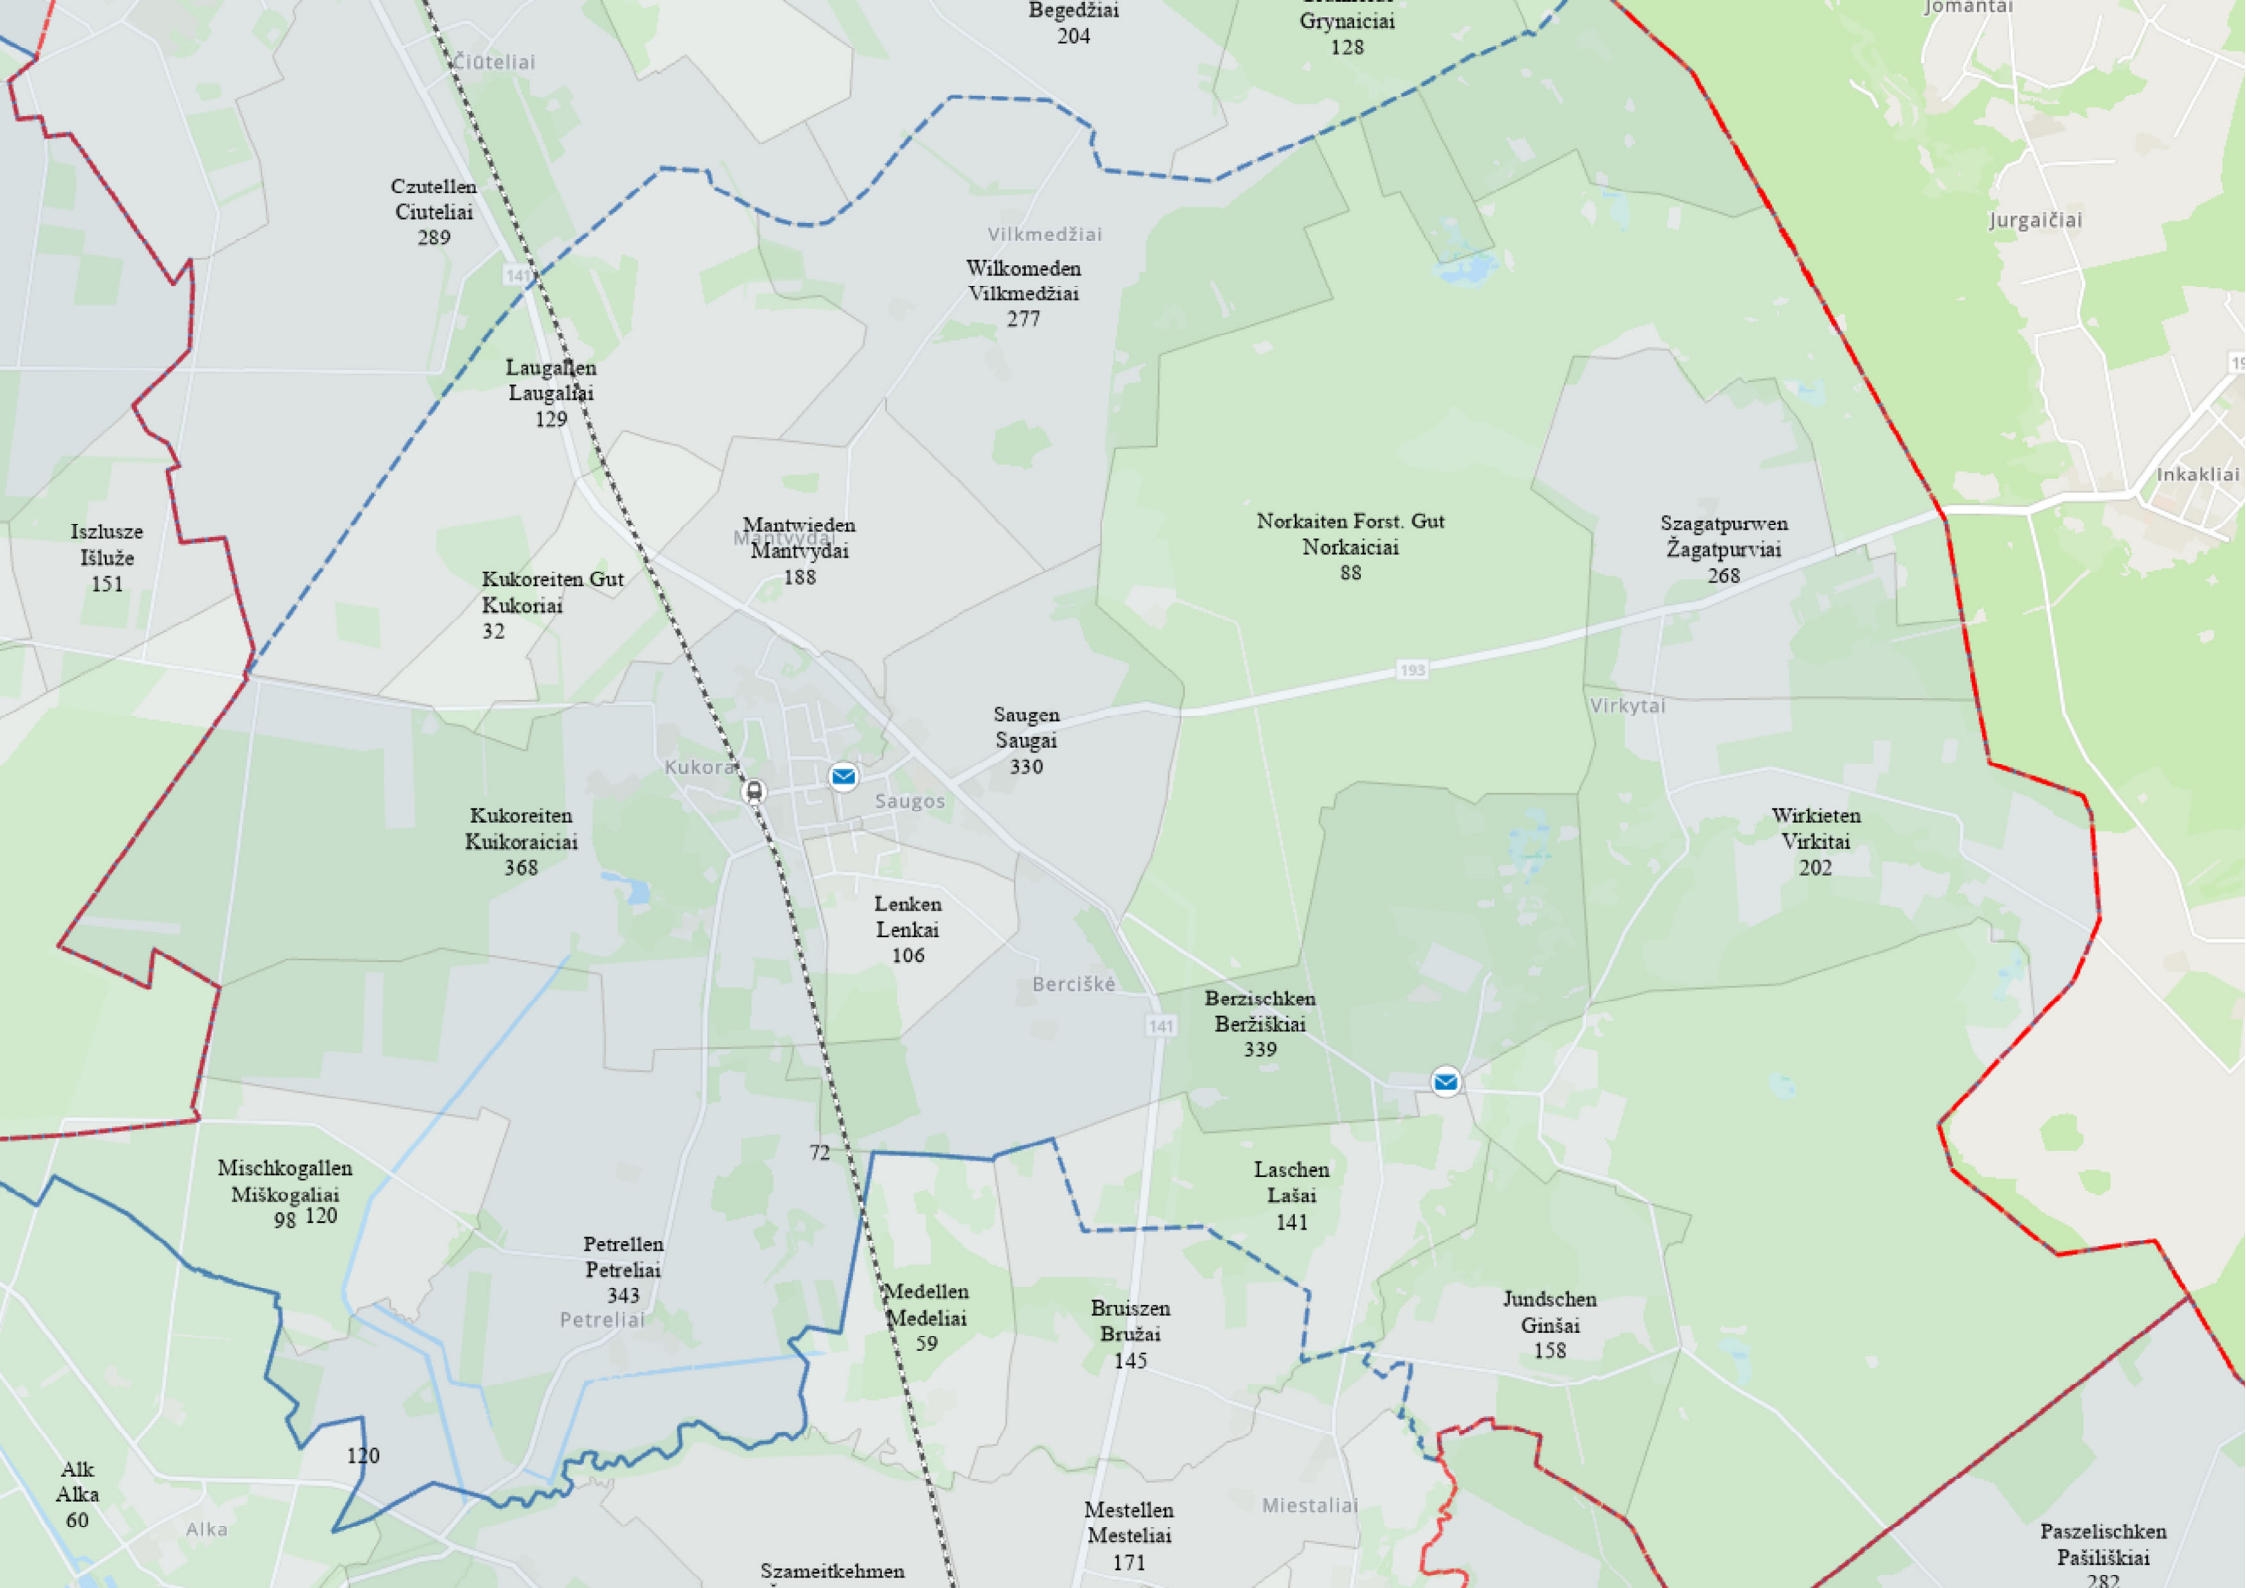 Begedžiai
204
Grynaiciai
128
Jomantai
Čiūteliai
Czutellen
Ciuteliai
289
141
Vilkmedžiai
Wilkomeden
Vilkmedžiai
277
Jurgaičiai
Laugallen
Laugaliai
129
19
Inkakliai
Iszlusze
Išluže
151
Kukoreiten Gut
Kukoriai
32
Mantwieden
Mantvydai
Mantvydai
188
Norkaiten Forst. Gut
Norkaiciai
88
Szagatpurwen
Žagatpurviai
268
193
Virkytai
Saugen
Saugai
330
Kukora
Saugos
Kukoreiten
Kuikoraiciai
368
Wirkieten
Virkitai
202
Lenken
Lenkai
106
Berciškė
141
Berzischken
Beržiškiai
339
72
Mischkogallen
Miškogaliai
98 120
Laschen
Lašai
141
Petrellen
Petreliai
343
Petreliai
Medellen
Medeliai
59
Bruiszen
Bružai
145
Jundschen
Ginšai
158
120
Alk
Alka
60
Alka
Mestellen
Mesteliai
171
Miestaliai
Szameitkehmen
Paszelischken
Pašiliškiai
282